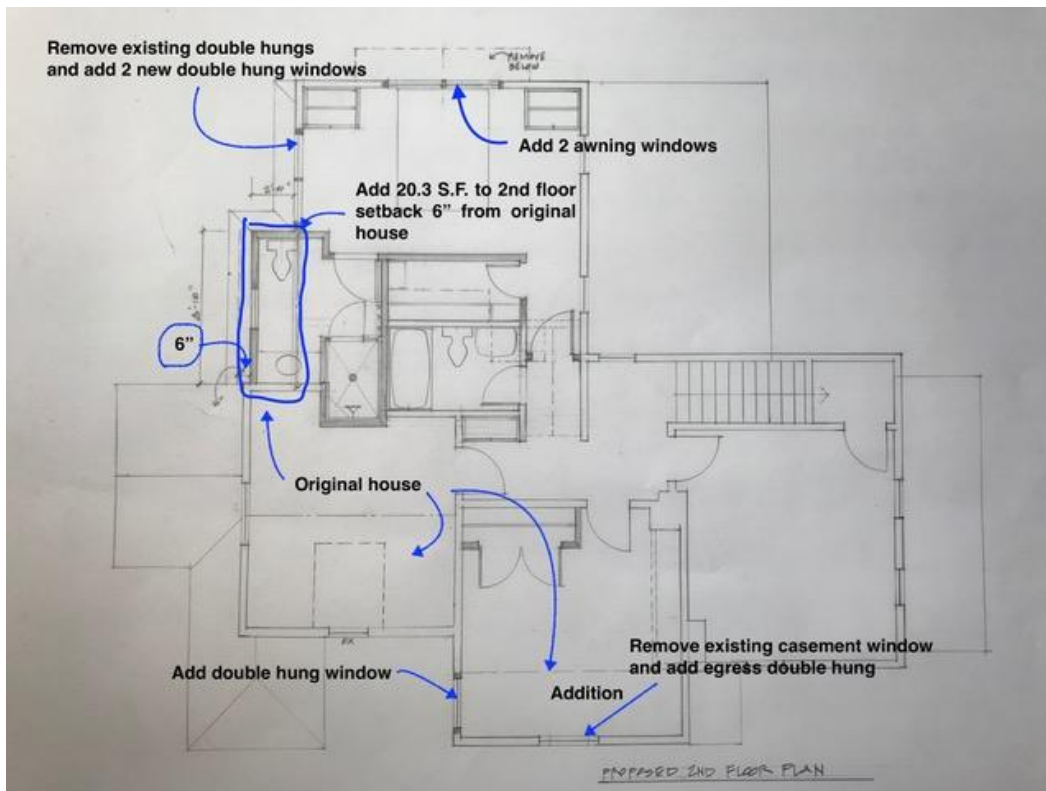 Remove existing double hungs
and add 2 new double hung windows
REMOVE
BELOW
Add 2 awning windows
Add 20.3 S.F. to 2nd floor
setback 6” from original
house
6”
Original house
Remove existing casement window
and add egress double hung
Add double hung window
Addition
PROPOSED 2ND FLOOR PLAN